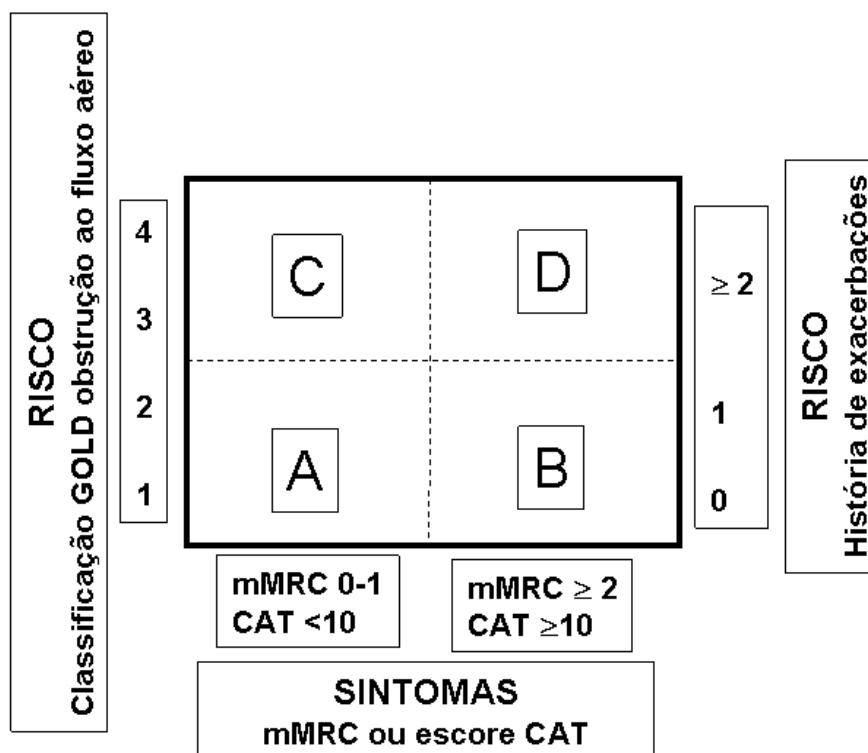 RISCO
Classificação GOLD obstrução ao fluxo aéreo
4
3
2
1
C
D
A
B
≥ 2
1
0
RISCO
História de exacerbações
mMRC 0-1
CAT <10
mMRC ≥ 2
CAT ≥10
SINTOMAS
mMRC ou escore CAT